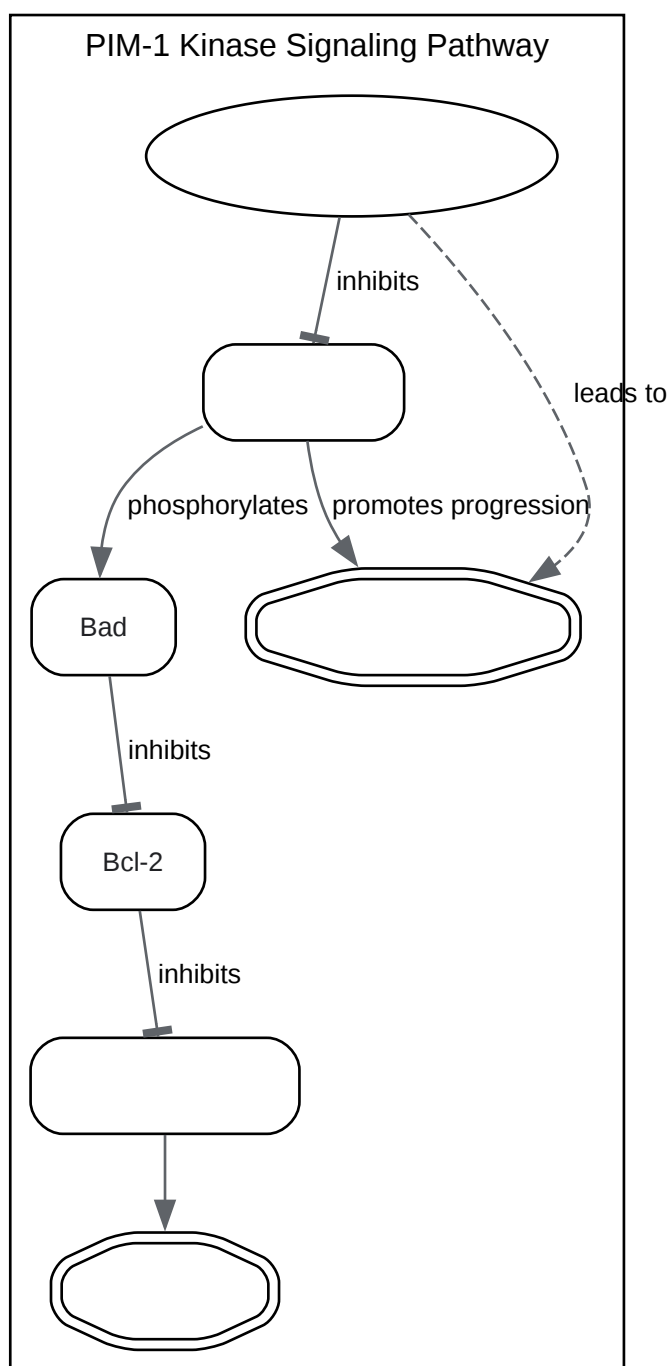 PIM-1 Kinase Signaling Pathway
inhibits
leads to
phosphorylates
promotes progression
Bad
inhibits
Bcl-2
inhibits